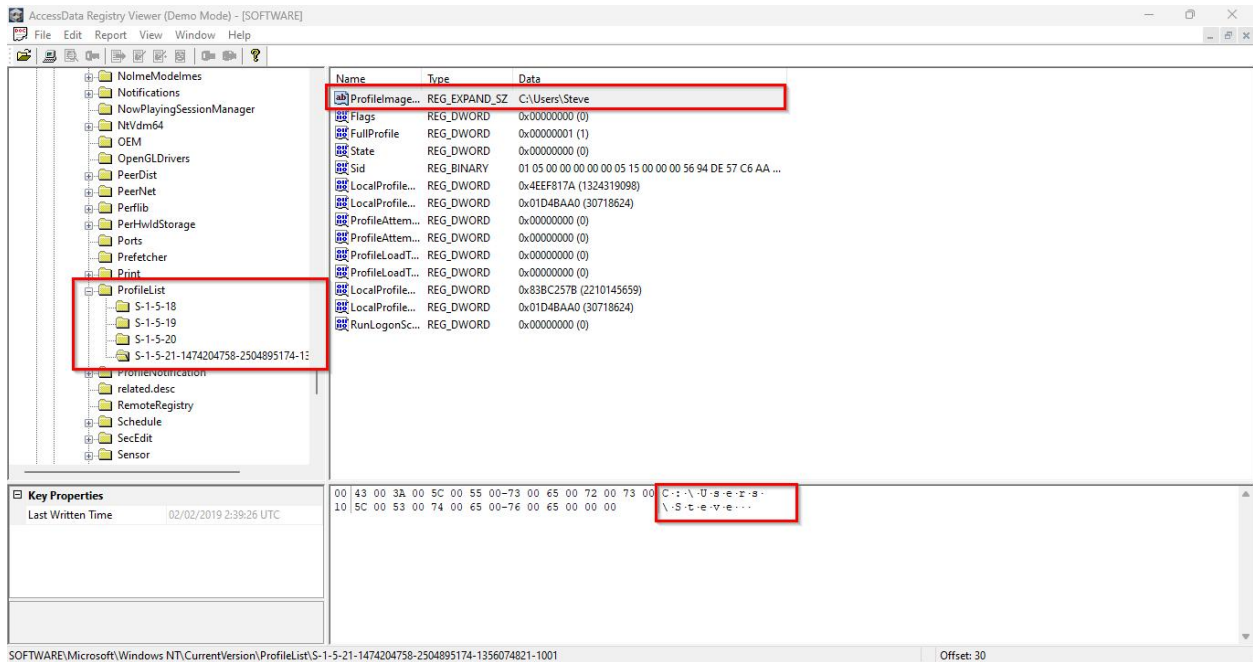 AccessData Registry Viewer (Demo Mode) - [SOFTWARE]
File Edit Report View Window Help
NoImeModeImes
Notifications
NowPlayingSessionManager
NtVdm64
OEM
OpenGLDrivers
PeerDist
PeerNet
Perflib
PerHwIdStorage
Ports
Prefetcher
Print
ProfileList
S-1-5-18
S-1-5-19
S-1-5-20
S-1-5-21-1474204758-2504895174-13
ProfileNotification
related.desc
RemoteRegistry
Schedule
SecEdit
Sensor
Name Type Data
ProfileImage... REG_EXPAND_SZ C:\Users\Steve
Flags REG_DWORD 0x00000000 (0)
FullProfile REG_DWORD 0x00000001 (1)
State REG_DWORD 0x00000000 (0)
Sid REG_BINARY 01 05 00 00 00 00 00 05 15 00 00 00 56 94 DE 57 C6 AA ...
LocalProfile... REG_DWORD 0x4EEF817A (1324319098)
LocalProfile... REG_DWORD 0x01D4BAA0 (30718624)
ProfileAttem... REG_DWORD 0x00000000 (0)
ProfileAttem... REG_DWORD 0x00000000 (0)
ProfileLoadT... REG_DWORD 0x00000000 (0)
ProfileLoadT... REG_DWORD 0x00000000 (0)
LocalProfile... REG_DWORD 0x83BC257B (2210145659)
LocalProfile... REG_DWORD 0x01D4BAA0 (30718624)
RunLogonSc... REG_DWORD 0x00000000 (0)
Key Properties
Last Written Time 02/02/2019 2:39:26 UTC
00 43 00 3A 00 5C 00 55 00-73 00 65 00 72 00 73 00 C·:·\·U·s·e·r·s·
10 5C 00 53 00 74 00 65 00-76 00 65 00 00 00 \·S·t·e·v·e···
SOFTWARE\Microsoft\Windows NT\CurrentVersion\ProfileList\S-1-5-21-1474204758-2504895174-1356074821-1001 Offset: 30